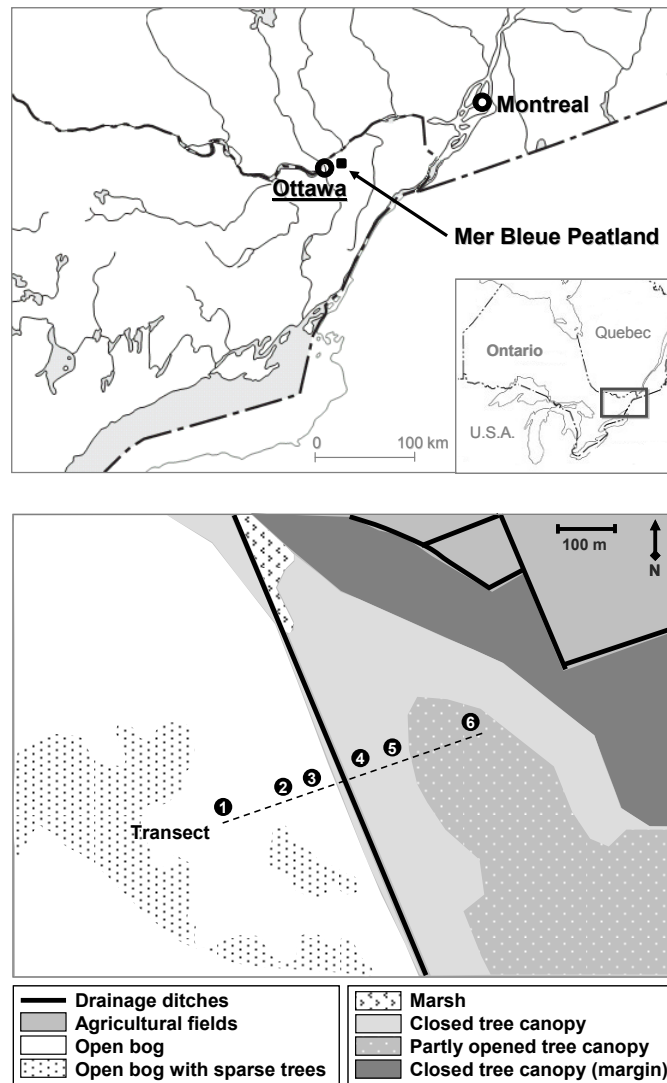 Montreal
Ottawa
Mer Bleue Peatland
Ontario
Quebec
U.S.A.
0 100 km
100 m
N
6
4 5
2 3
1
Transect
Drainage ditches
Agricultural fields
Open bog
Open bog with sparse trees
Marsh
Closed tree canopy
Partly opened tree canopy
Closed tree canopy (margin)